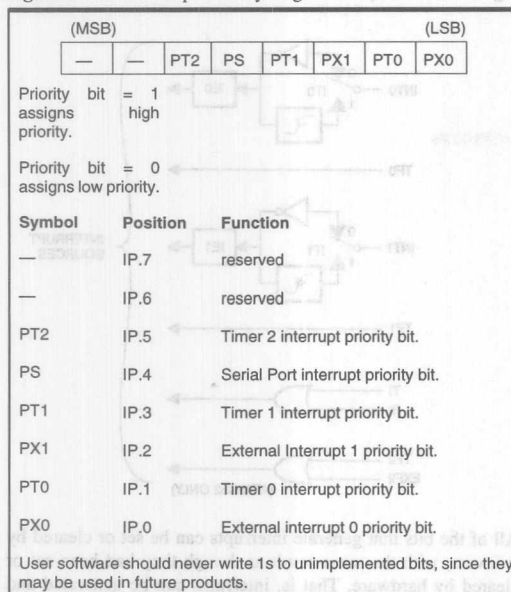 (MSB) (LSB)
— — PT2 PS PT1 PX1 PT0 PX0
Priority bit = 1
assigns high
priority.
Priority bit = 0
assigns low priority.
Symbol Position Function
— IP.7 reserved
— IP.6 reserved
PT2 IP.5 Timer 2 interrupt priority bit.
PS IP.4 Serial Port interrupt priority bit.
PT1 IP.3 Timer 1 interrupt priority bit.
PX1 IP.2 External Interrupt 1 priority bit.
PT0 IP.1 Timer 0 interrupt priority bit.
PX0 IP.0 External interrupt 0 priority bit.
User software should never write 1s to unimplemented bits, since they
may be used in future products.